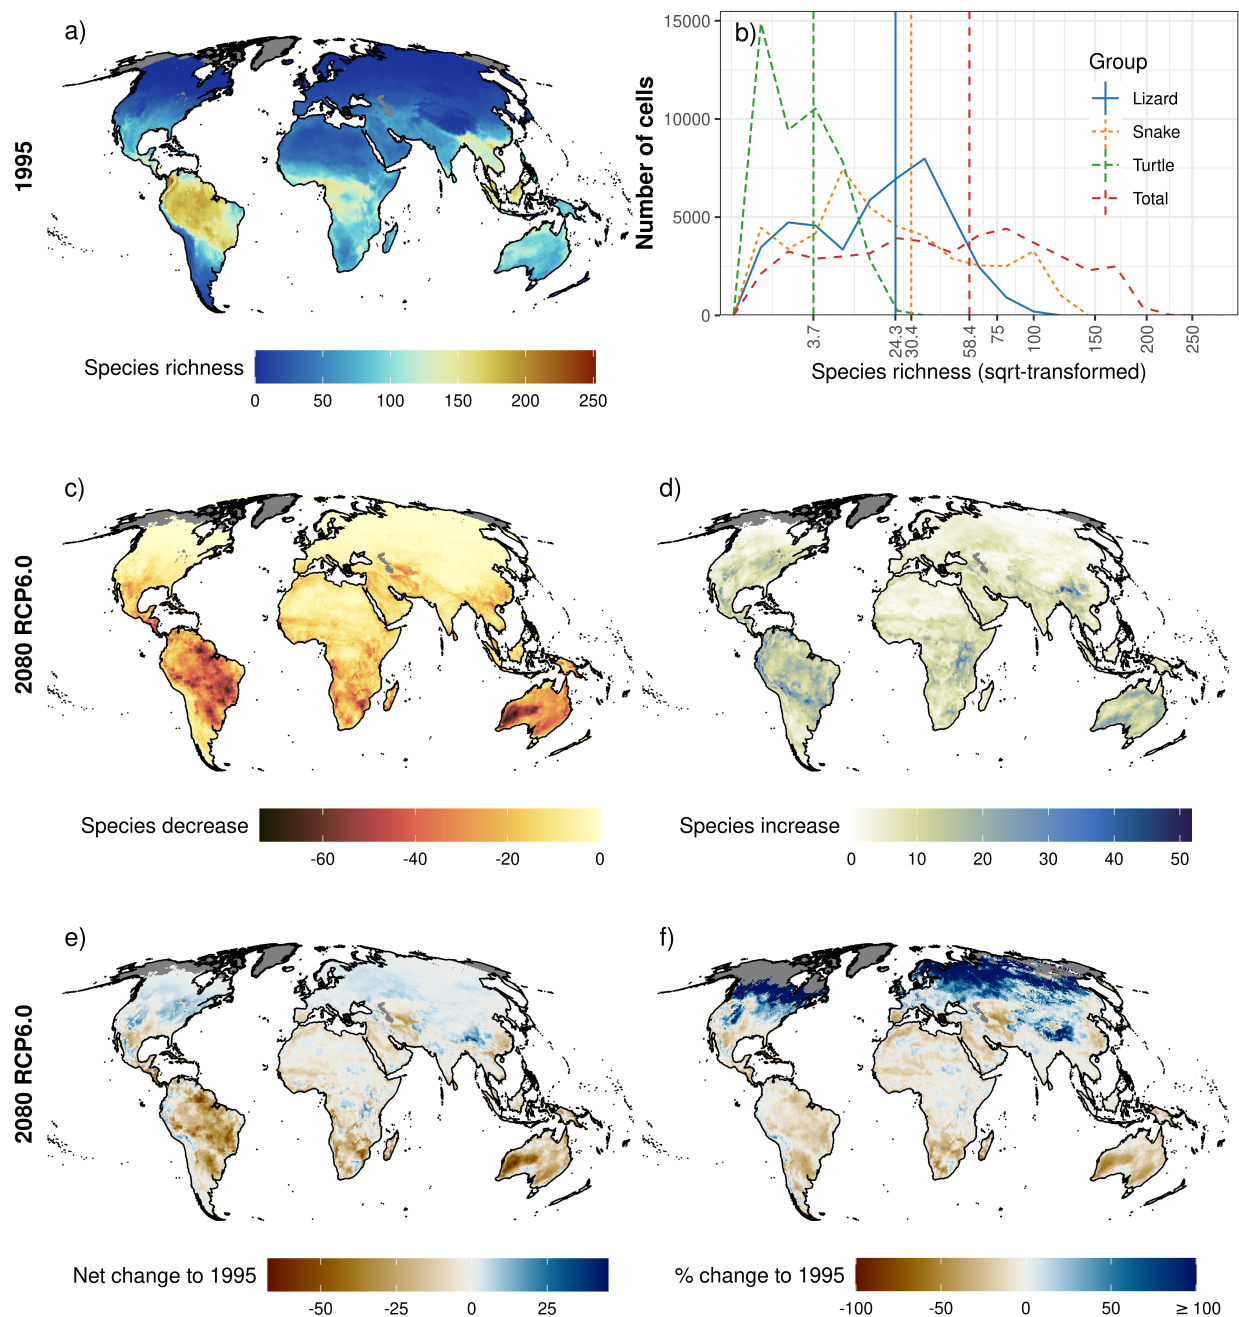 a)
1995
Species richness
0 50 100 150 200 250
b)
Number of cells
15000
10000
5000
0
Group
Lizard
Snake
Turtle
Total
3.7 24.3 30.4 58.4 75 100 150 200 250
Species richness (sqrt-transformed)
2080 RCP6.0
c)
Species decrease
-60 -40 -20 0
d)
Species increase
0 10 20 30 40 50
2080 RCP6.0
e)
Net change to 1995
-50 -25 0 25
f)
% change to 1995
-100 -50 0 50 ≥ 100